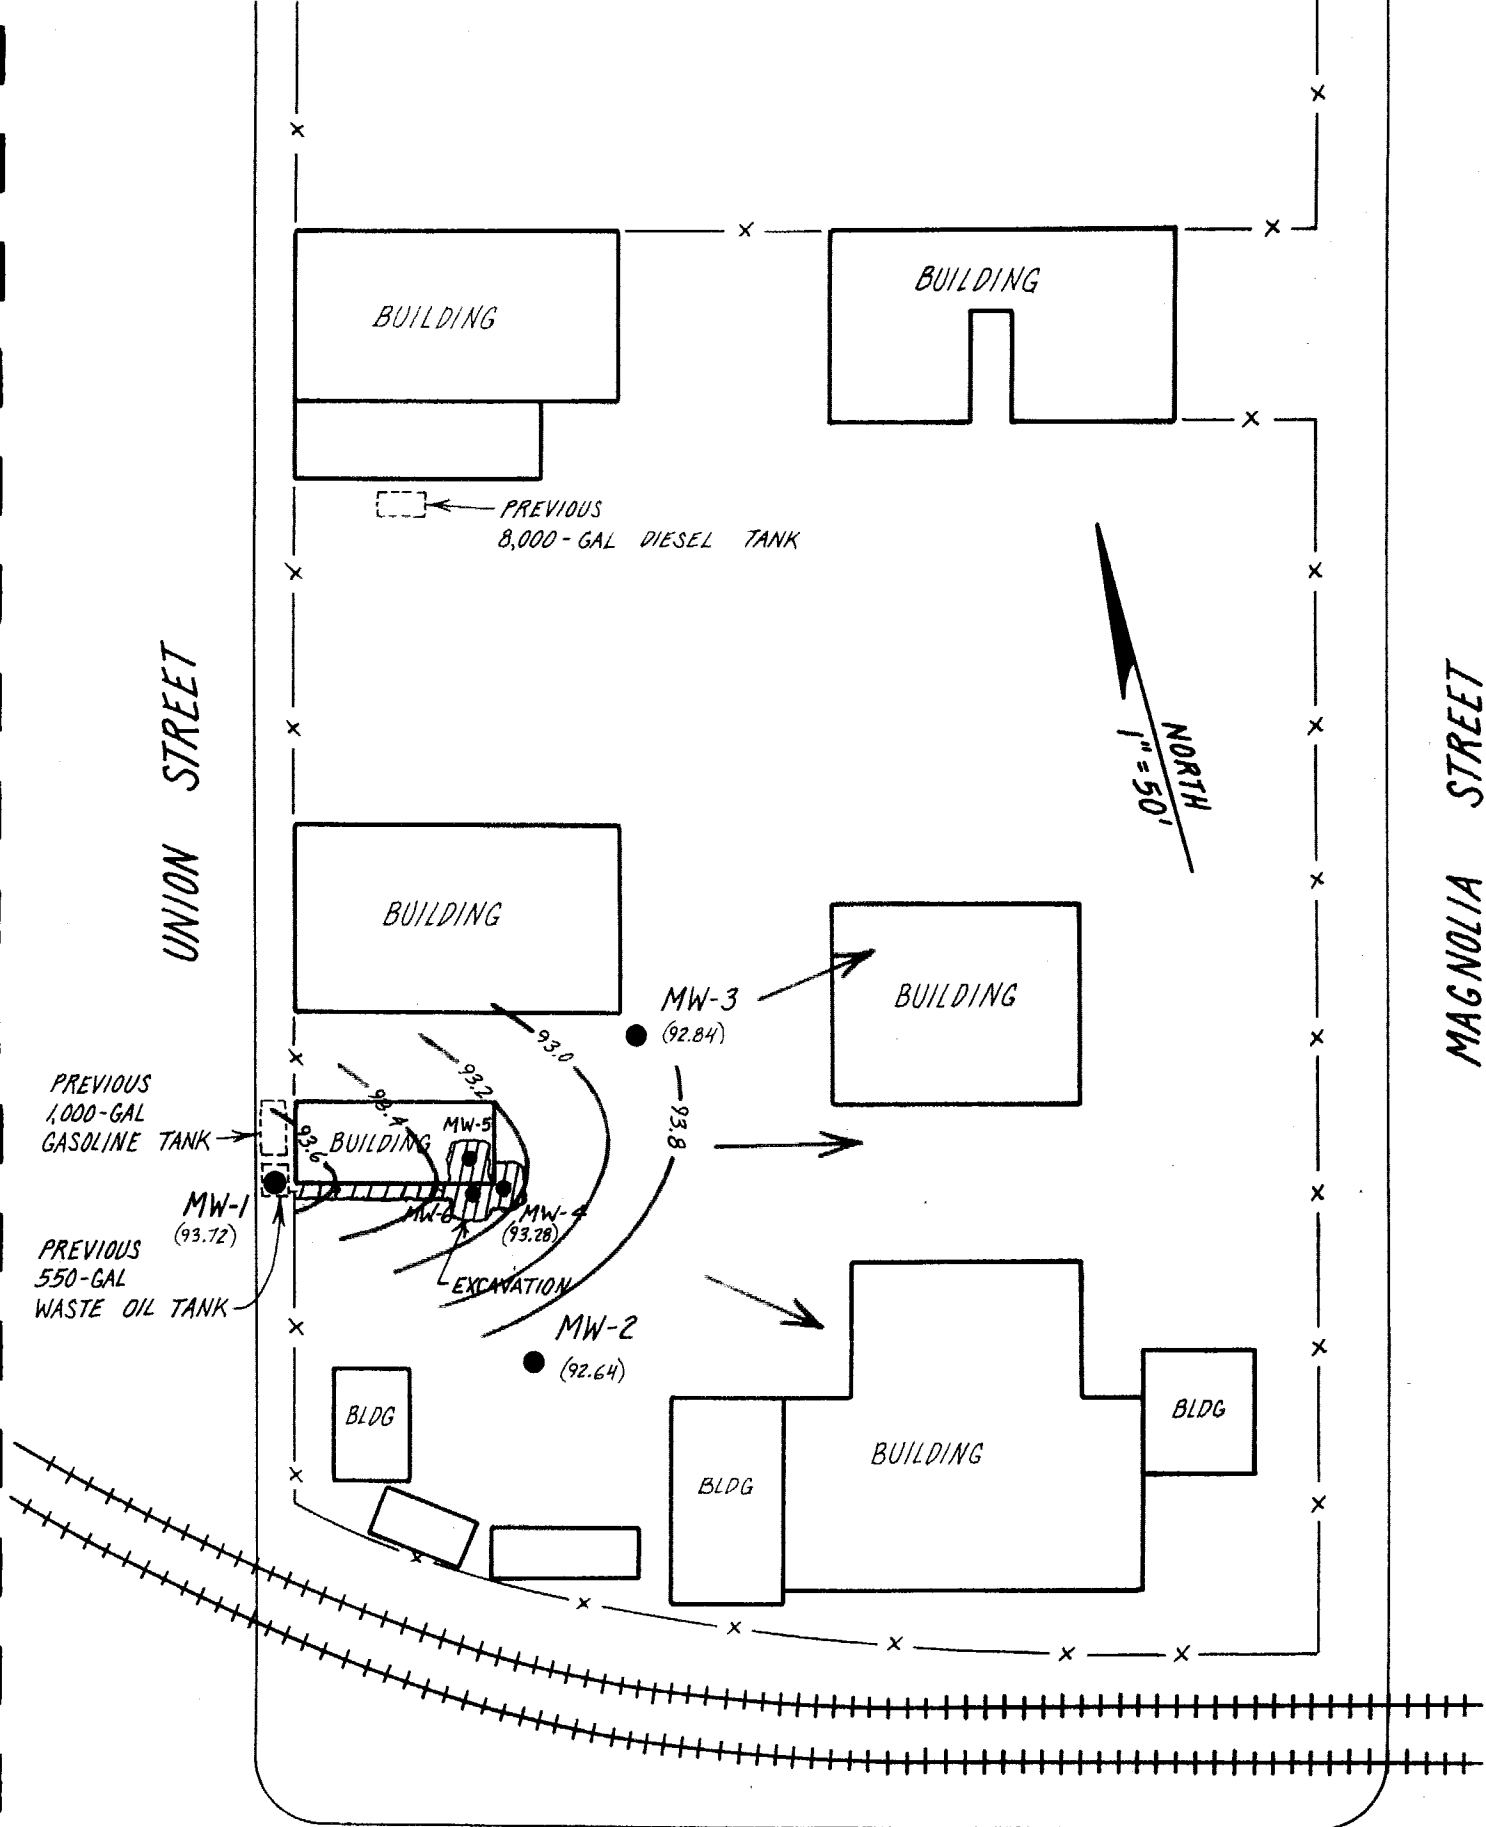 BUILDING
BUILDING
PREVIOUS
8,000-GAL DIESEL TANK
UNION STREET
MAGNOLIA STREET
NORTH
1"=50'
BUILDING
BUILDING
MW-3
(92.84)
93.0
93.2
93.4
93.6
93.8
PREVIOUS
1,000-GAL
GASOLINE TANK
BUILDING
MW-5
MW-1
(93.72)
MW-6
MW-4
(93.28)
PREVIOUS
550-GAL
WASTE OIL TANK
EXCAVATION
MW-2
(92.64)
BLDG
BLDG
BUILDING
BLDG